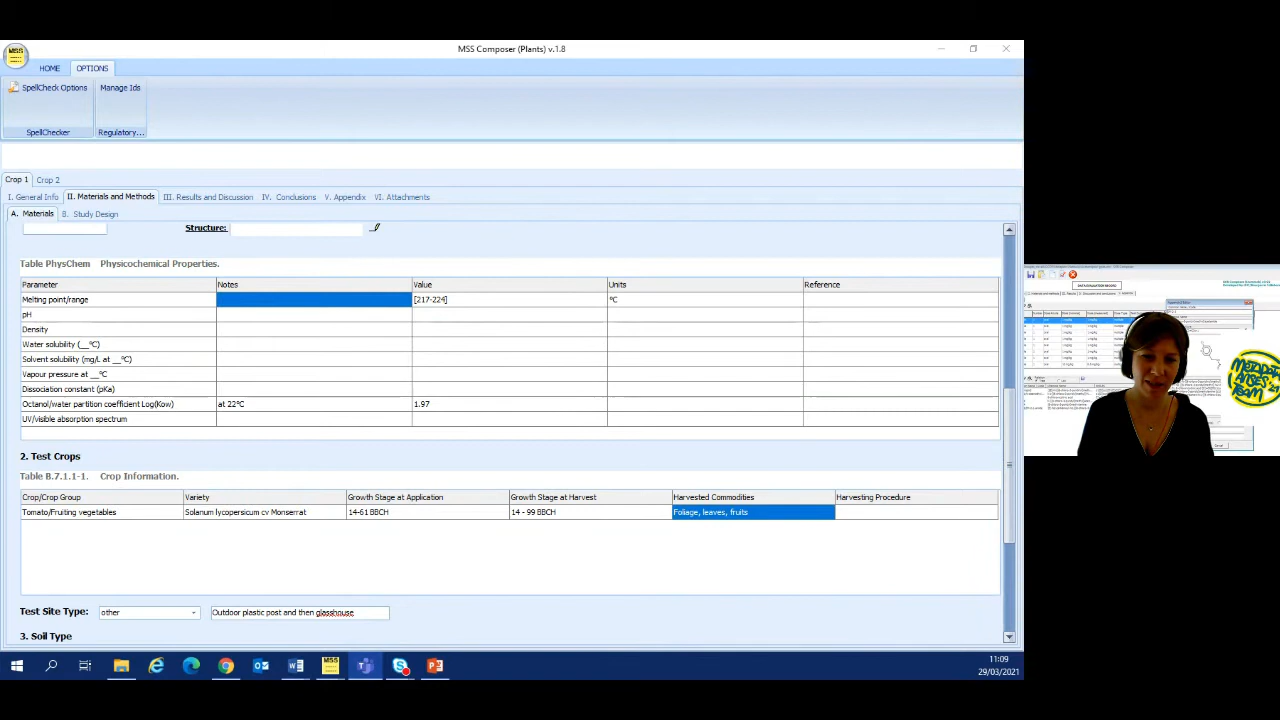 MSS Composer (Plants) v.1.8
MSS
HOME OPTIONS
SpellCheck Options Manage Ids
SpellChecker Regulatory...
Crop 1 Crop 2
I. General Info II. Materials and Methods III. Results and Discussion IV. Conclusions V. Appendix VI. Attachments
A. Materials B. Study Design
Structure:
Table PhysChem Physicochemical Properties.
Parameter Notes Value Units Reference
Melting point/range [217-224] °C
pH
Density
Water solubility (__°C)
Solvent solubility (mg/L at __°C)
Vapour pressure at __°C
Dissociation constant (pKa)
Octanol/water partition coefficient Log(Kow) at 22°C 1.97
UV/visible absorption spectrum
2. Test Crops
Table B.7.1.1-1. Crop Information.
Crop/Crop Group Variety Growth Stage at Application Growth Stage at Harvest Harvested Commodities Harvesting Procedure
Tomato/Fruiting vegetables Solanum lycopersicum cv Monserrat 14-61 BBCH 14 - 99 BBCH Foliage, leaves, fruits
Test Site Type: other Outdoor plastic post and then glasshouse
3. Soil Type
11:09
29/03/2021
DATA EVALUATION RECORD
TEAM